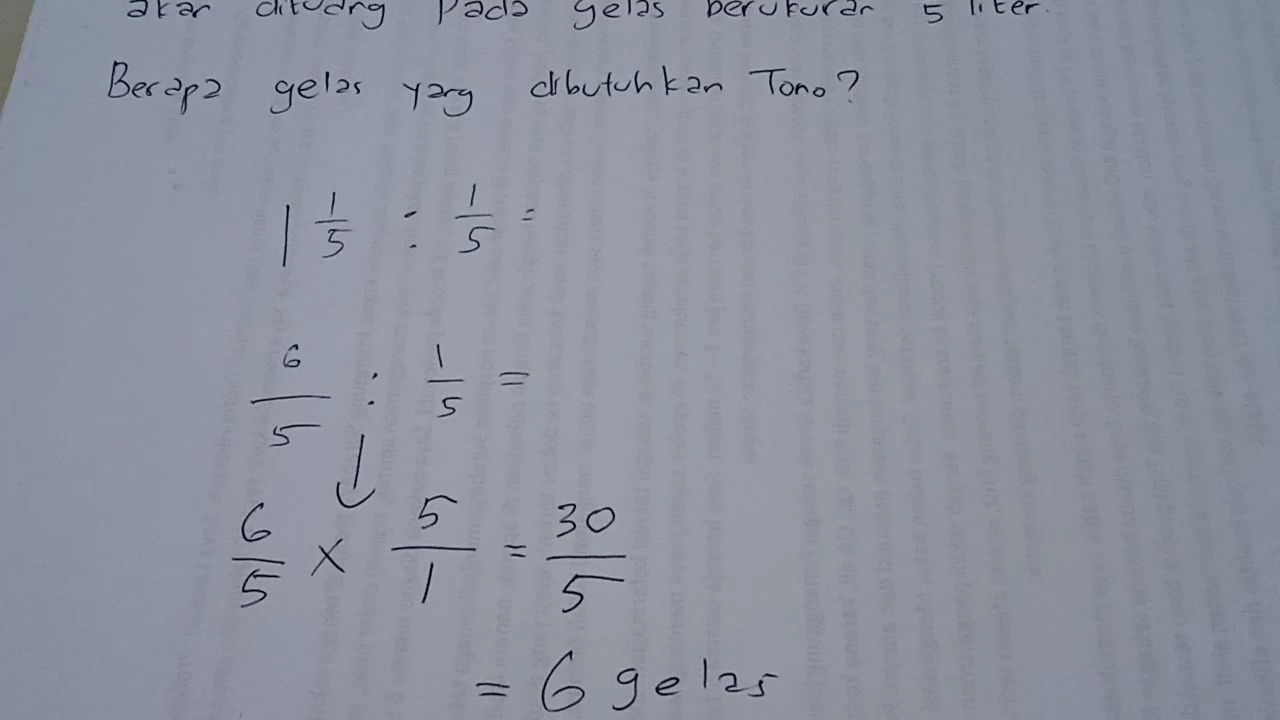 akan dituang pada gelas berukuran 5 liter.
Berapa gelas yang dibutuhkan Tono?
1 1/5 : 1/5 =
6/5 : 1/5 =
6/5 × 5/1 = 30/5
= 6 gelas